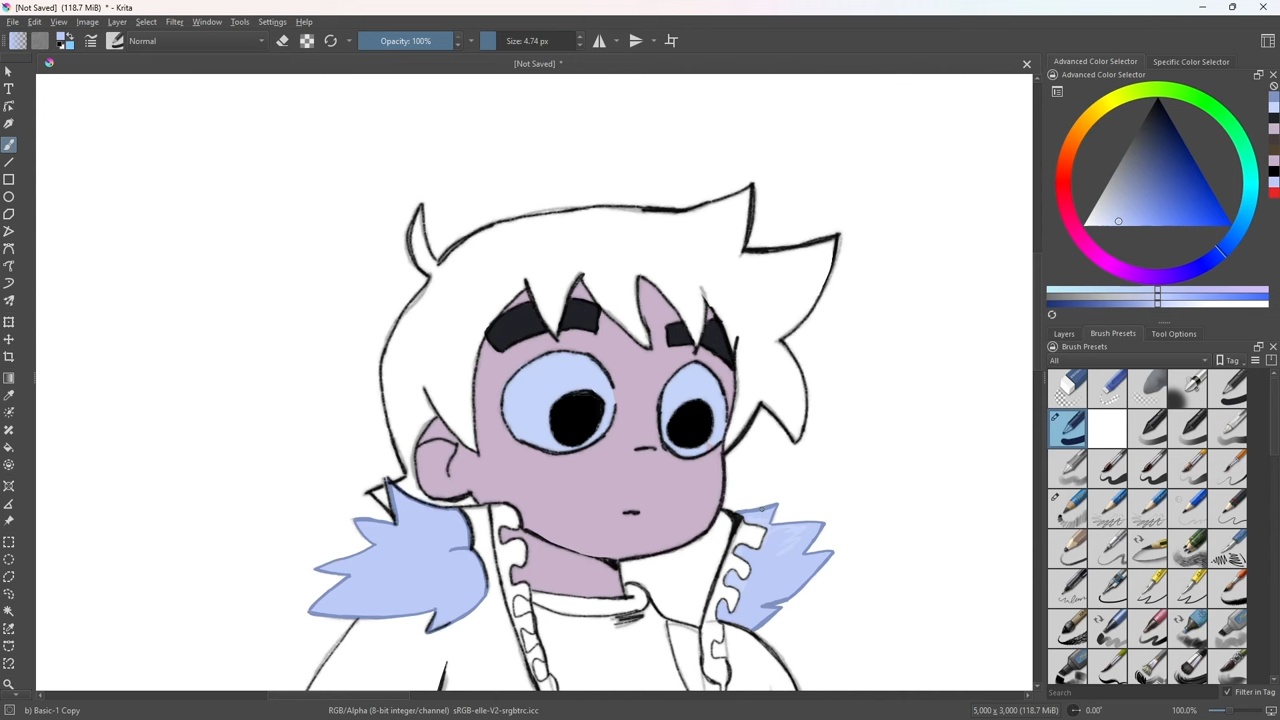 [Not Saved]  (118.7 MiB)  * - Krita
File Edit View Image Layer Select Filter Window Tools Settings Help
Normal Opacity: 100% Size: 4.74 px
[Not Saved]  *
Advanced Color Selector Specific Color Selector
Advanced Color Selector
Layers Brush Presets Tool Options
Brush Presets
All Tag
Search Filter in Tag
b) Basic-1 Copy RGB/Alpha (8-bit integer/channel)  sRGB-elle-V2-srgbtrc.icc 5,000 x 3,000 (118.7 MiB) 0.00° 100.0%